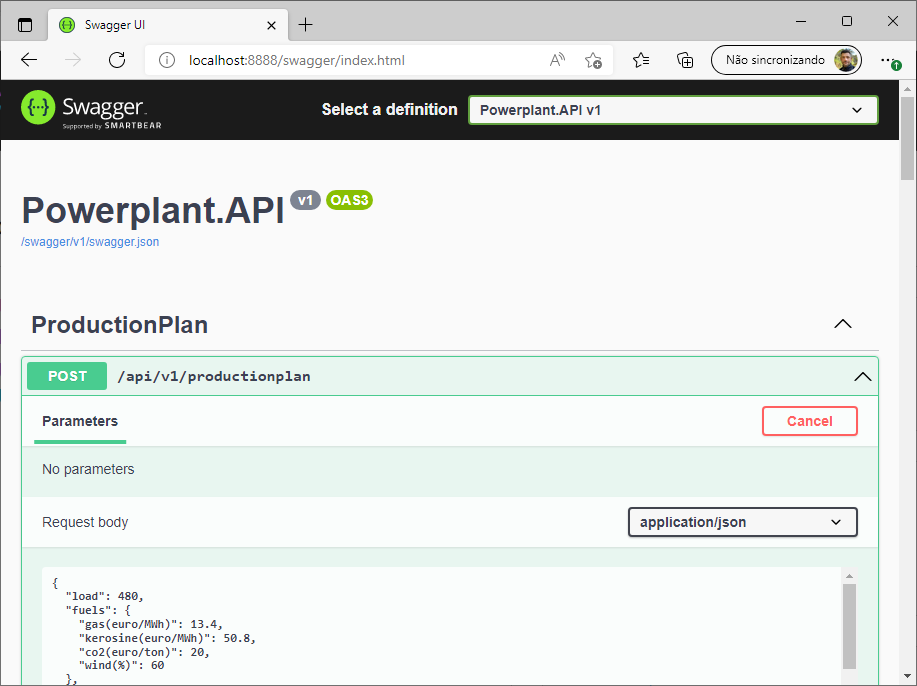 Swagger UI
localhost:8888/swagger/index.html
Não sincronizando
Swagger
Supported by SMARTBEAR
Select a definition
Powerplant.API v1
Powerplant.API v1 OAS3
/swagger/v1/swagger.json
ProductionPlan
POST /api/v1/productionplan
Parameters
Cancel
No parameters
Request body
application/json
{
"load": 480,
"fuels": {
"gas(euro/MWh)": 13.4,
"kerosine(euro/MWh)": 50.8,
"co2(euro/ton)": 20,
"wind(%)": 60
},